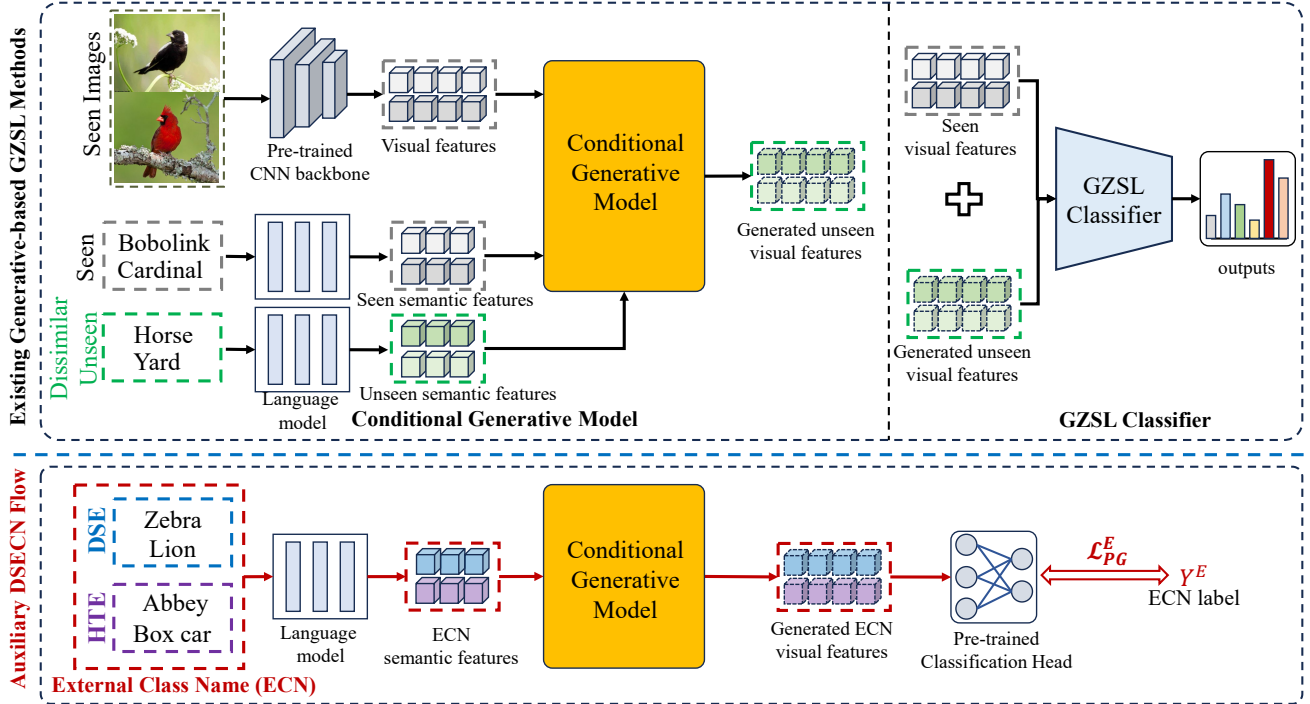 Existing Generative-based GZSL Methods
Seen Images
Pre-trained
CNN backbone
Visual features
Conditional
Generative
Model
Generated unseen
visual features
Seen
Bobolink
Cardinal
Seen semantic features
Dissimilar
Unseen
Horse
Yard
Language
model
Unseen semantic features
Conditional Generative Model
Seen
visual features
Generated unseen
visual features
GZSL
Classifier
outputs
GZSL Classifier
Auxiliary DSECN Flow
DSE
Zebra
Lion
HTE
Abbey
Box car
External Class Name (ECN)
Language
model
ECN
semantic features
Conditional
Generative
Model
Generated ECN
visual features
Pre-trained
Classification Head
ℒ_PG^E
Y^E
ECN label